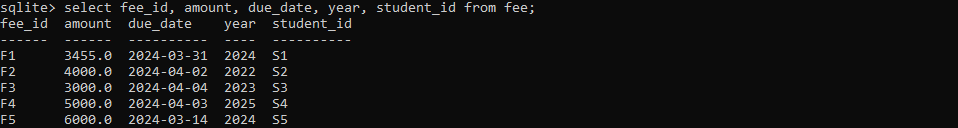 sqlite> select fee_id, amount, due_date, year, student_id from fee;
fee_id  amount  due_date    year  student_id
------  ------  ----------  ----  ----------
F1      3455.0  2024-03-31  2024  S1
F2      4000.0  2024-04-02  2022  S2
F3      3000.0  2024-04-04  2023  S3
F4      5000.0  2024-04-03  2025  S4
F5      6000.0  2024-03-14  2024  S5